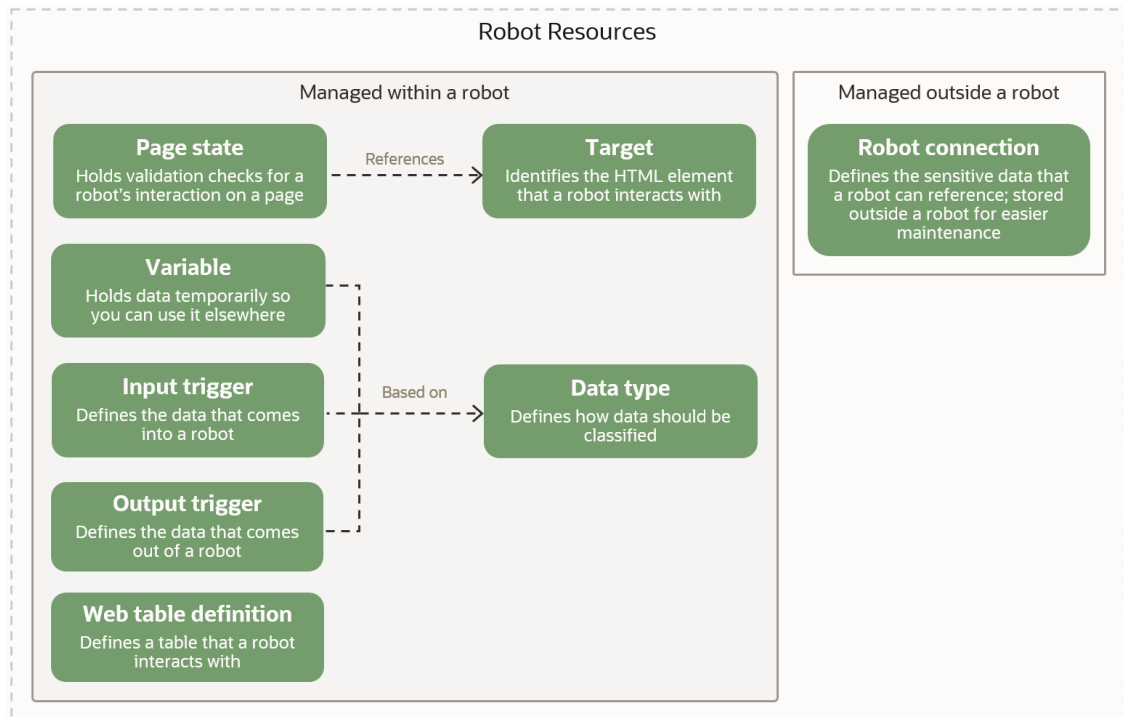 Robot Resources
Managed within a robot
Page state
Holds validation checks for a
robot's interaction on a page
References
Target
Identifies the HTML element
that a robot interacts with
Variable
Holds data temporarily so
you can use it elsewhere
Input trigger
Defines the data that comes
into a robot
Based on
Data type
Defines how data should be
classified
Output trigger
Defines the data that comes
out of a robot
Web table definition
Defines a table that a robot
interacts with
Managed outside a robot
Robot connection
Defines the sensitive data that
a robot can reference; stored
outside a robot for easier
maintenance